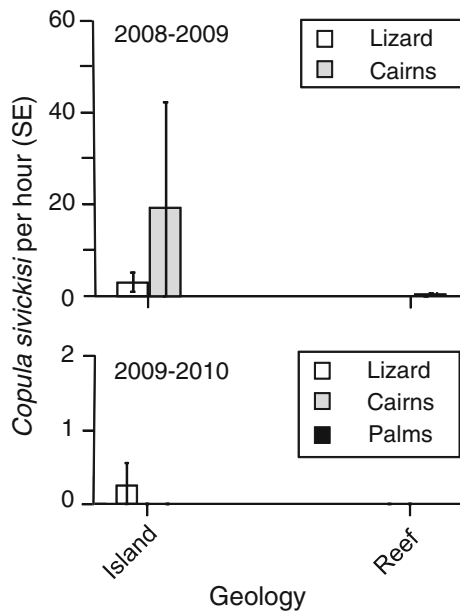 2008-2009
Lizard
Cairns
60
40
20
0
Copula sivickisi per hour (SE)
2009-2010
Lizard
Cairns
Palms
2
1
0
Island
Reef
Geology